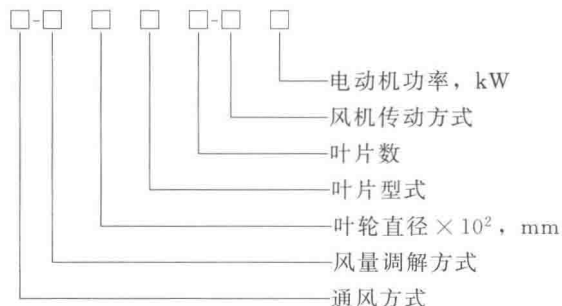 □-□ □ □ □-□ □
电动机功率，kW
风机传动方式
叶片数
叶片型式
叶轮直径×10²，mm
风量调解方式
通风方式